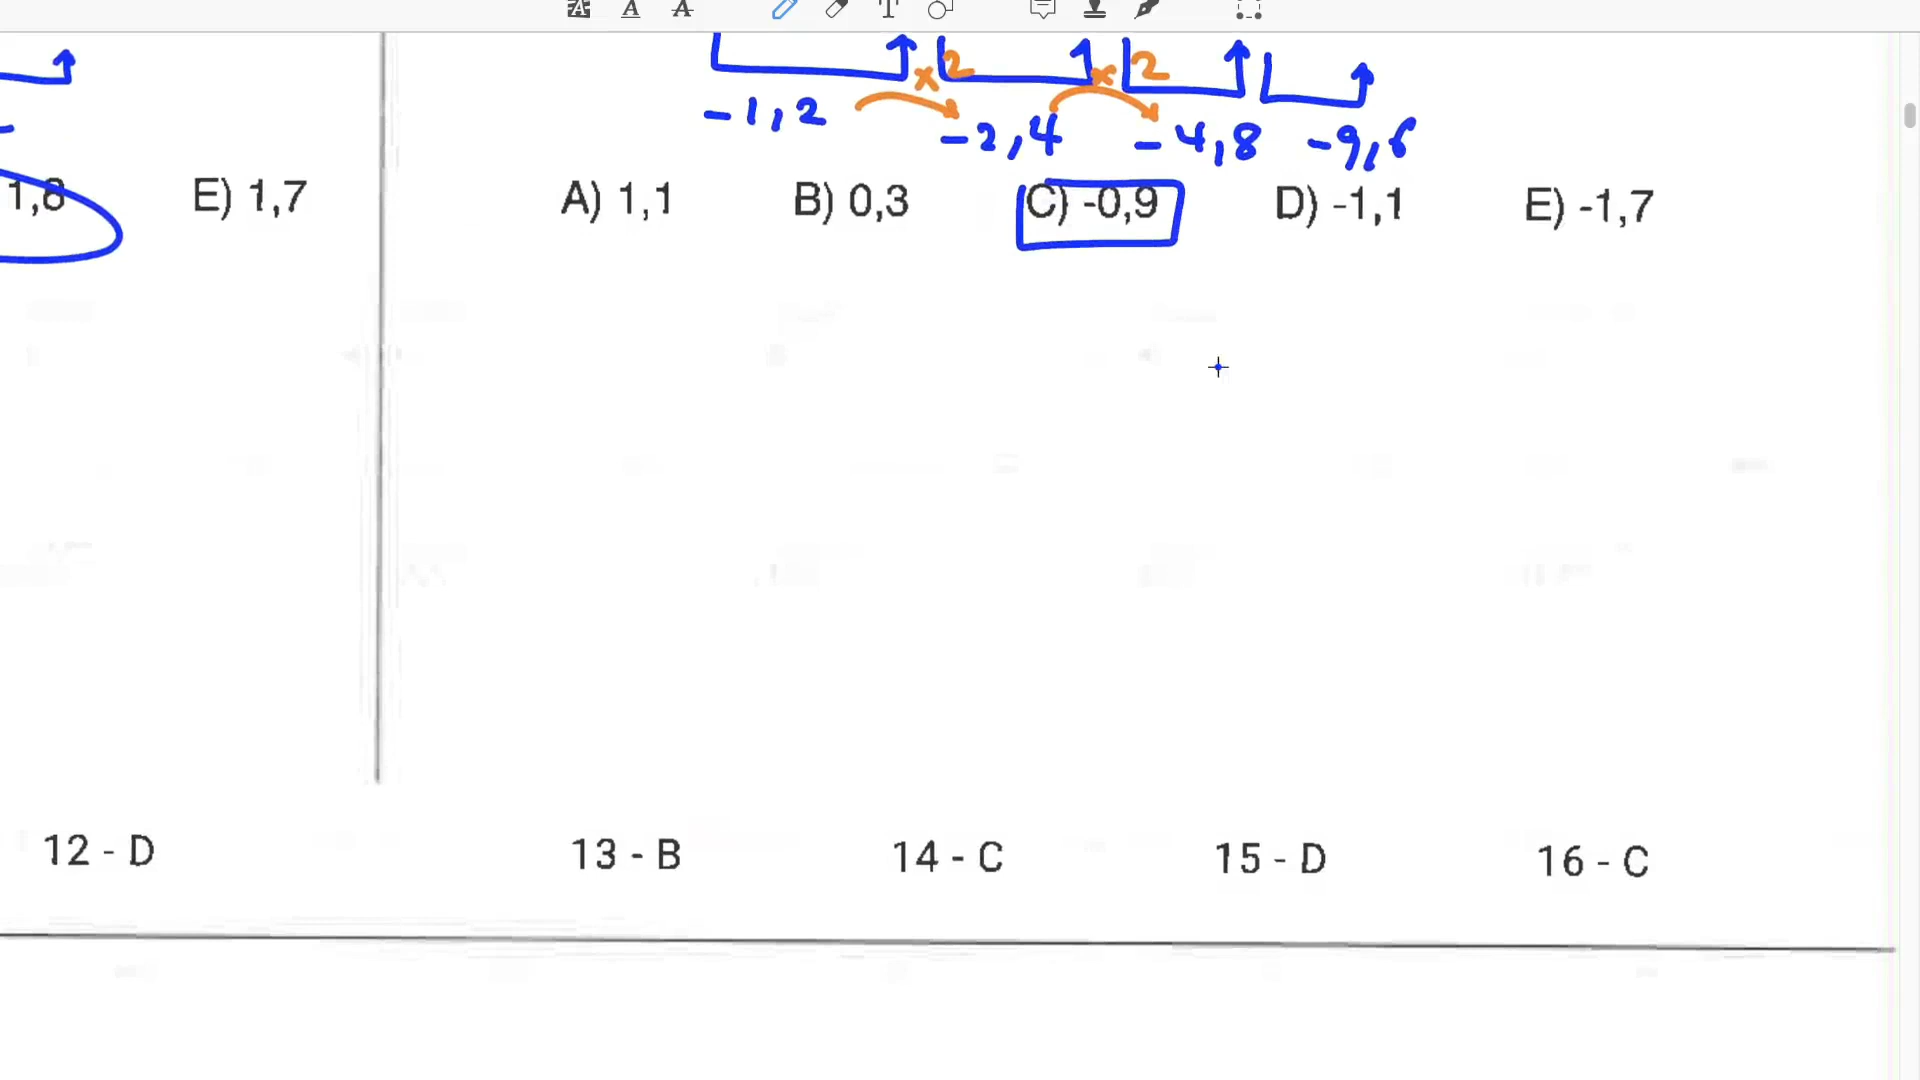 ×2 ×2
-1,2 -2,4 -4,8 -9,6
1,8 E) 1,7 A) 1,1 B) 0,3 C) -0,9 D) -1,1 E) -1,7
12 - D 13 - B 14 - C 15 - D 16 - C